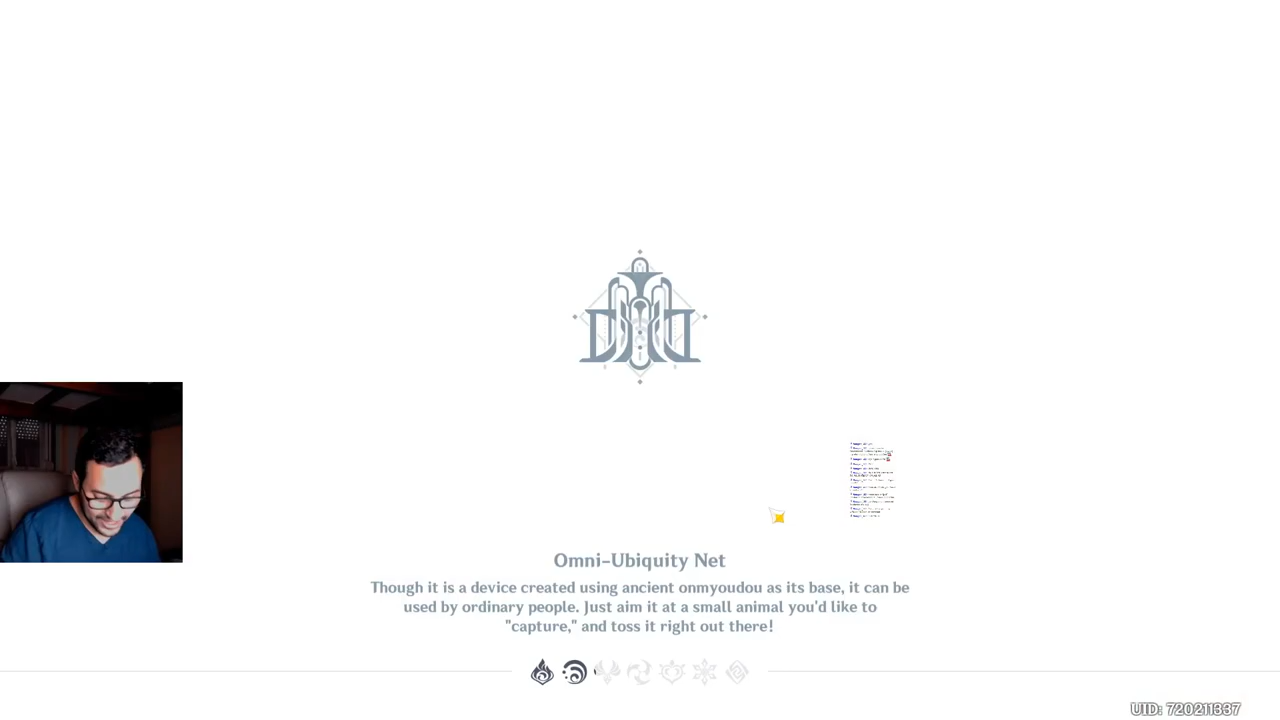 Omni-Ubiquity Net
Though it is a device created using ancient onmyoudou as its base, it can be
used by ordinary people. Just aim it at a small animal you'd like to
"capture," and toss it right out there!
UID: 720211337